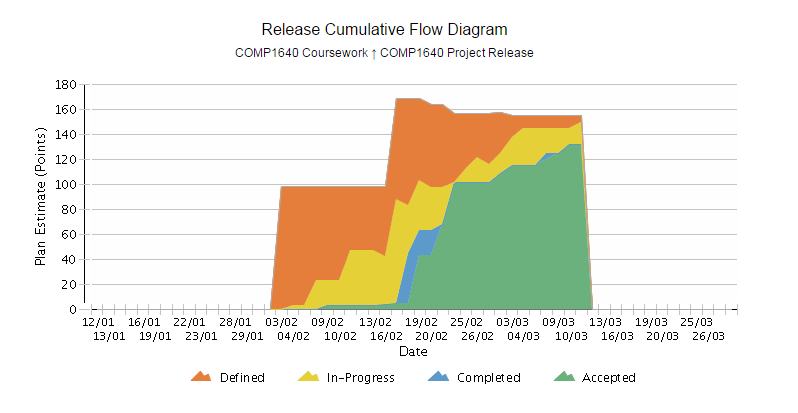 Release Cumulative Flow Diagram
COMP1640 Coursework ↑ COMP1640 Project Release
Plan Estimate (Points)
180
160
140
120
100
80
60
40
20
0
12/01 16/01 22/01 28/01 03/02 09/02 13/02 19/02 25/02 03/03 09/03 13/03 19/03 25/03
13/01 19/01 23/01 29/01 04/02 10/02 16/02 20/02 26/02 04/03 10/03 16/03 20/03 26/03
Date
Defined In-Progress Completed Accepted